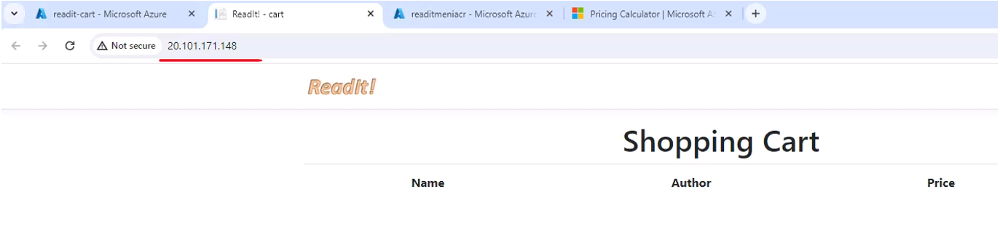 readit-cart - Microsoft Azure
ReadIt! - cart
readitmeniacr - Microsoft Azure
Pricing Calculator | Microsoft Az
Not secure
20.101.171.148
ReadIt!
Shopping Cart
Name Author Price